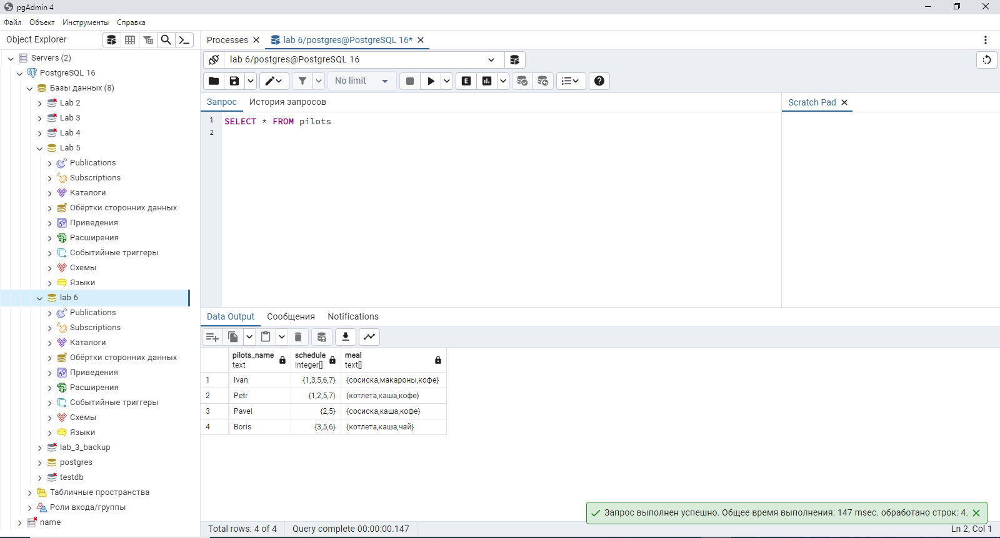 pgAdmin 4
Файл Объект Инструменты Справка
Object Explorer
Servers (2)
PostgreSQL 16
Базы данных (8)
Lab 2
Lab 3
Lab 4
Lab 5
Publications
Subscriptions
Каталоги
Обёртки сторонних данных
Приведения
Расширения
Событийные триггеры
Схемы
Языки
lab 6
Publications
Subscriptions
Каталоги
Обёртки сторонних данных
Приведения
Расширения
Событийные триггеры
Схемы
Языки
lab_3_backup
postgres
testdb
Табличные пространства
Роли входа/группы
name
Processes lab 6/postgres@PostgreSQL 16*
lab 6/postgres@PostgreSQL 16
No limit E
Запрос История запросов
Scratch Pad
1 SELECT * FROM pilots
2
Data Output Сообщения Notifications
pilots_name schedule meal
text integer[] text[]
1 Ivan {1,3,5,6,7} {сосиска,макароны,кофе}
2 Petr {1,2,5,7} {котлета,каша,кофе}
3 Pavel {2,5} {сосиска,каша,кофе}
4 Boris {3,5,6} {котлета,каша,чай}
Запрос выполнен успешно. Общее время выполнения: 147 msec. обработано строк: 4.
Total rows: 4 of 4 Query complete 00:00:00.147 Ln 2, Col 1